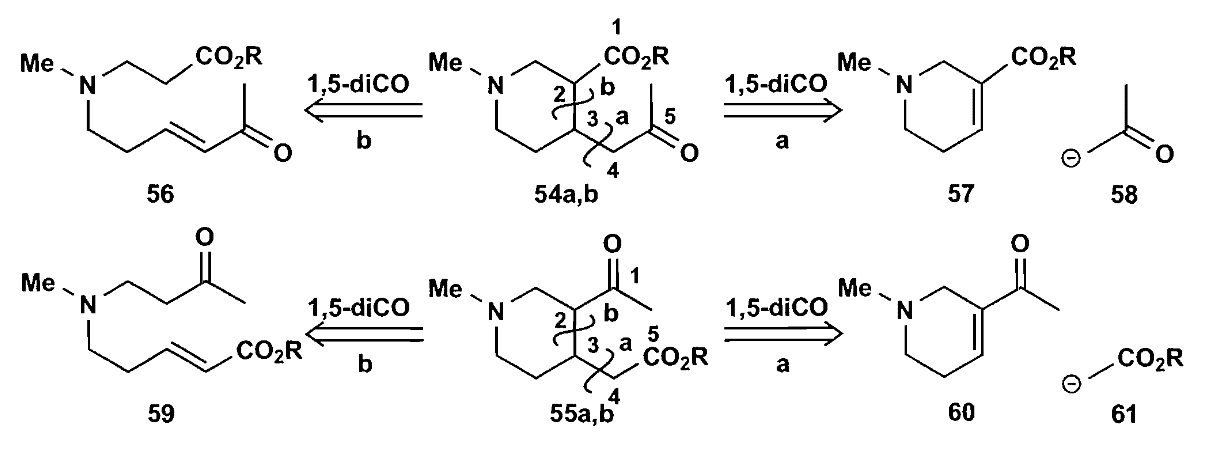 1
Me N CO₂R O 1,5-diCO b Me N CO₂R 2 b 3 a 5 4 O 1,5-diCO a Me N CO₂R ⊖ O
56 54a,b 57 58
O O O
Me N CO₂R 1,5-diCO b Me N 1 2 b 3 a 5 CO₂R 4 1,5-diCO a Me N ⊖ CO₂R
59 55a,b 60 61